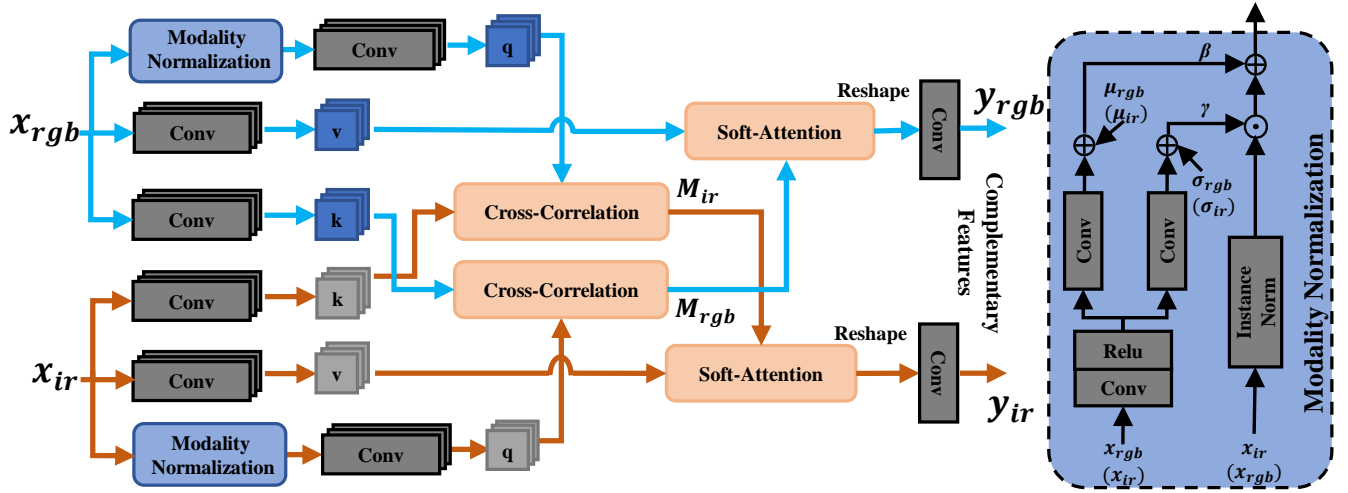 Modality
Normalization
Conv
q
x_rgb
Conv
v
Conv
k
Conv
k
x_ir
Conv
v
Modality
Normalization
Conv
q
Cross-Correlation
M_ir
Cross-Correlation
M_rgb
Soft-Attention
Reshape
Conv
y_rgb
Complementary
Features
Soft-Attention
Reshape
Conv
y_ir
β
μ_rgb
(μ_ir)
γ
σ_rgb
(σ_ir)
Conv
Conv
Instance
Norm
Relu
Conv
x_rgb
(x_ir)
x_ir
(x_rgb)
Modality Normalization